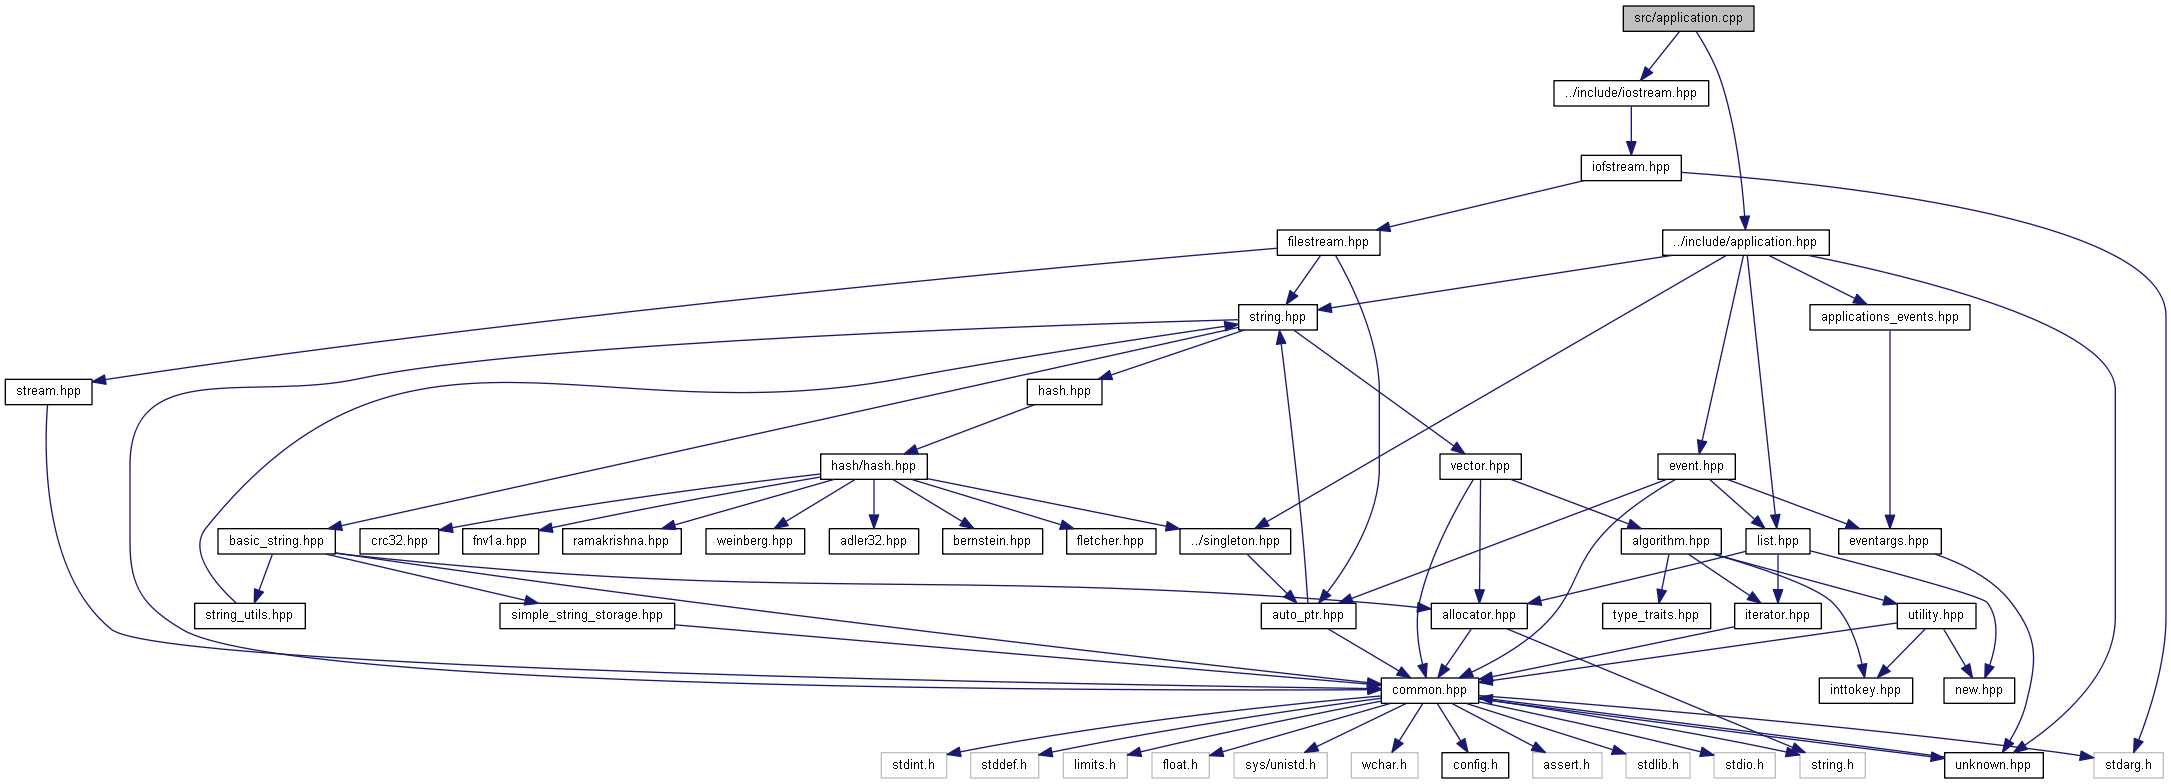 src/application.cpp
../include/iostream.hpp
iofstream.hpp
filestream.hpp
../include/application.hpp
string.hpp
applications_events.hpp
stream.hpp
hash.hpp
hash/hash.hpp
vector.hpp
event.hpp
basic_string.hpp
crc32.hpp
fnv1a.hpp
ramakrishna.hpp
weinberg.hpp
adler32.hpp
bernstein.hpp
fletcher.hpp
../singleton.hpp
algorithm.hpp
list.hpp
eventargs.hpp
string_utils.hpp
simple_string_storage.hpp
auto_ptr.hpp
allocator.hpp
type_traits.hpp
iterator.hpp
utility.hpp
common.hpp
inttokey.hpp
new.hpp
stdint.h
stddef.h
limits.h
float.h
sys/unistd.h
wchar.h
config.h
assert.h
stdlib.h
stdio.h
string.h
unknown.hpp
stdarg.h